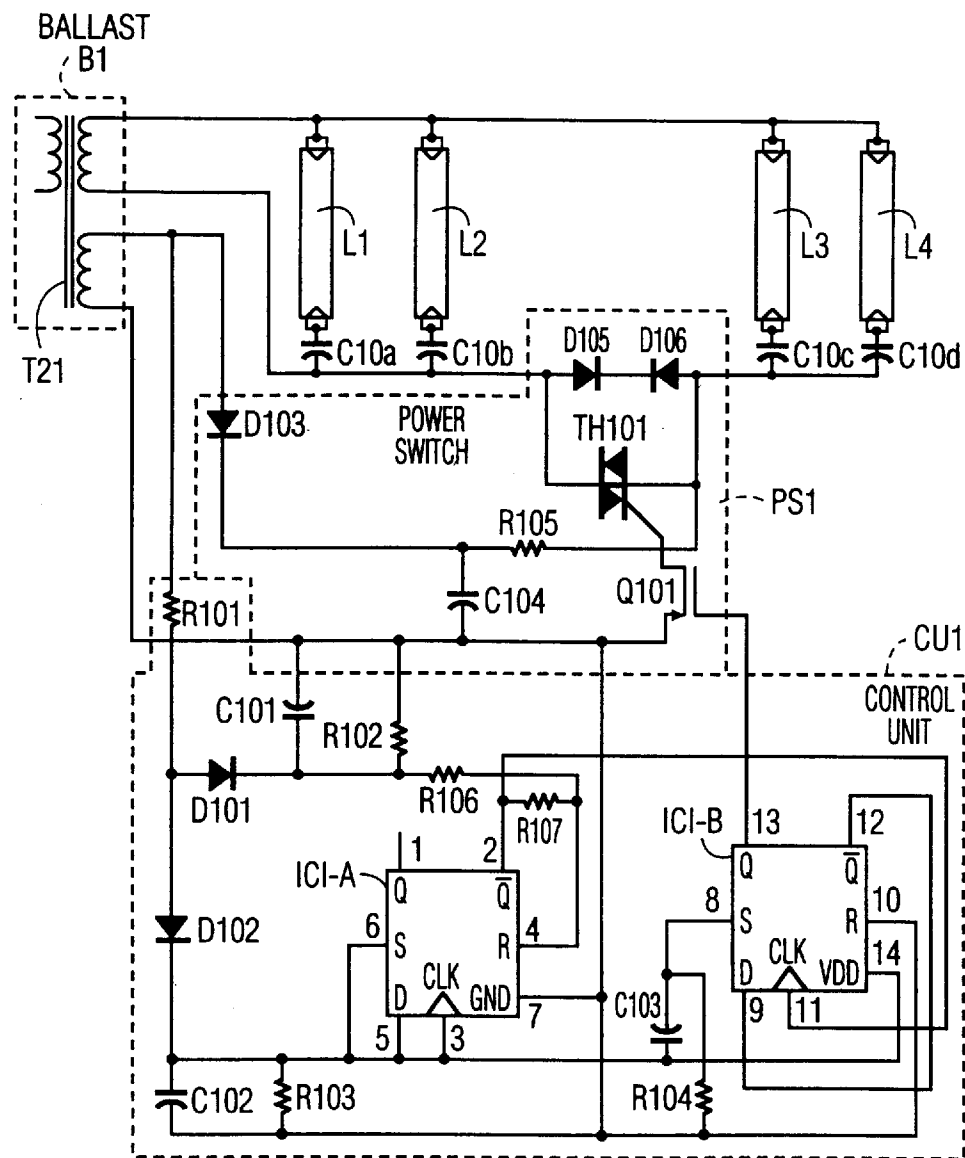 BALLAST
B1
L1
L2
L3
L4
T21
C10a
C10b
D105
D106
C10c
C10d
D103
POWER
SWITCH
TH101
PS1
R105
R101
C104
Q101
CU1
C101
R102
CONTROL
UNIT
D101
R106
R107
ICI-A
1
2
ICI-B
13
12
Q
Q̅
Q
Q̅
6
S
R
4
8
S
R
10
D102
CLK
CLK
14
D
GND
7
D
VDD
C103
5
3
9
11
C102
R103
R104